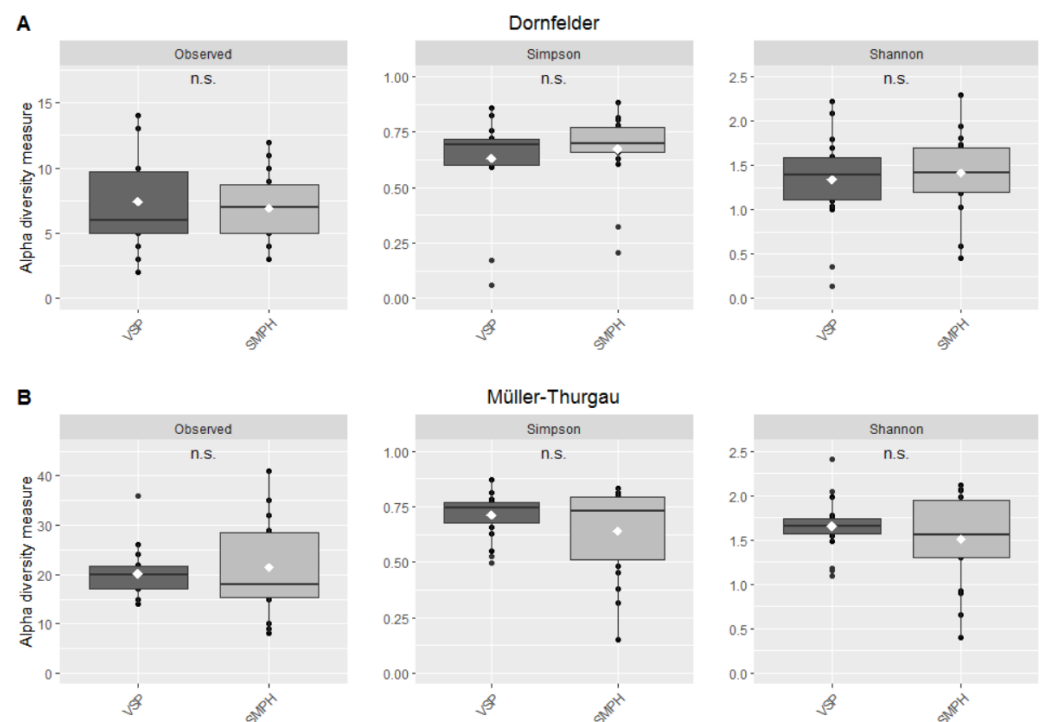 A
Dornfelder
Observed
Simpson
Shannon
n.s.
n.s.
n.s.
Alpha diversity measure
15
10
5
0
1.00
0.75
0.50
0.25
0.00
2.5
2.0
1.5
1.0
0.5
0.0
VSP
SMPH
VSP
SMPH
VSP
SMPH
B
Müller-Thurgau
Observed
Simpson
Shannon
n.s.
n.s.
n.s.
Alpha diversity measure
40
30
20
10
0
1.00
0.75
0.50
0.25
0.00
2.5
2.0
1.5
1.0
0.5
0.0
VSP
SMPH
VSP
SMPH
VSP
SMPH